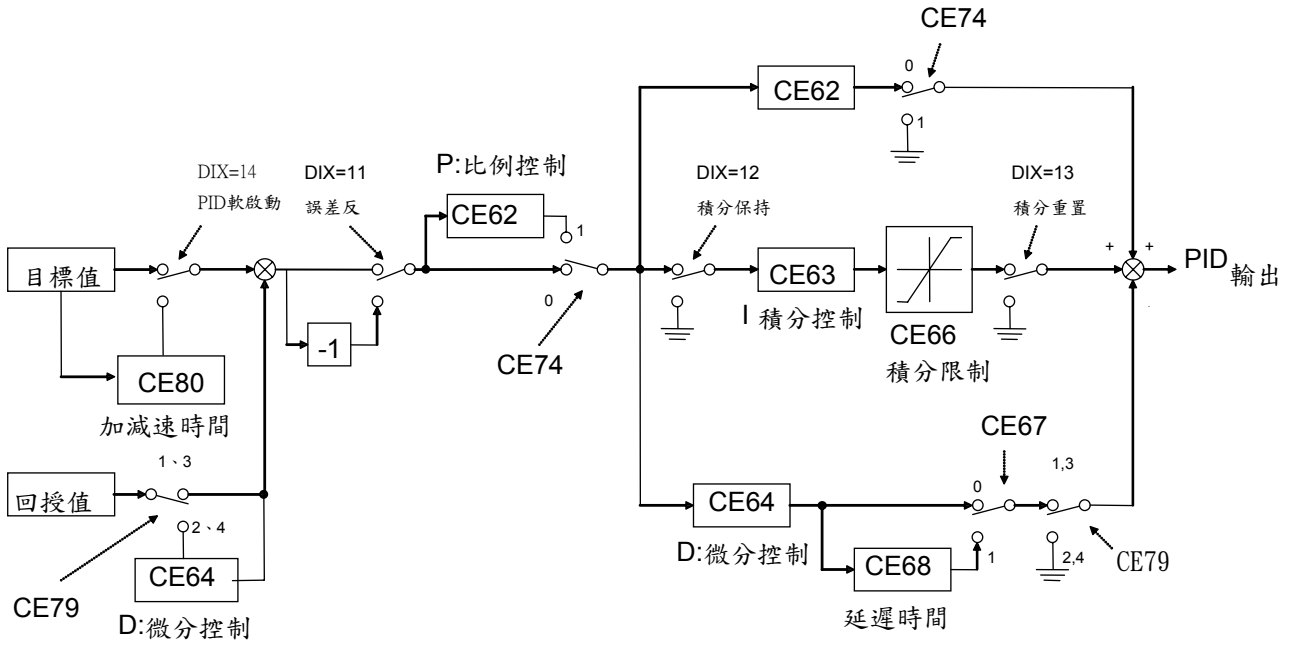 CE74
0
CE62
1
DIX=14
PID軟啟動
DIX=11
誤差反
P:比例控制
CE62
1
0
CE74
DIX=12
積分保持
DIX=13
積分重置
目標值
-1
CE63
I 積分控制
CE66
積分限制
+
+
PID 輸出
CE80
加減速時間
1、3
回授值
2、4
CE64
D:微分控制
CE79
CE67
0
1,3
CE64
D:微分控制
CE68
延遲時間
1
2,4
CE79